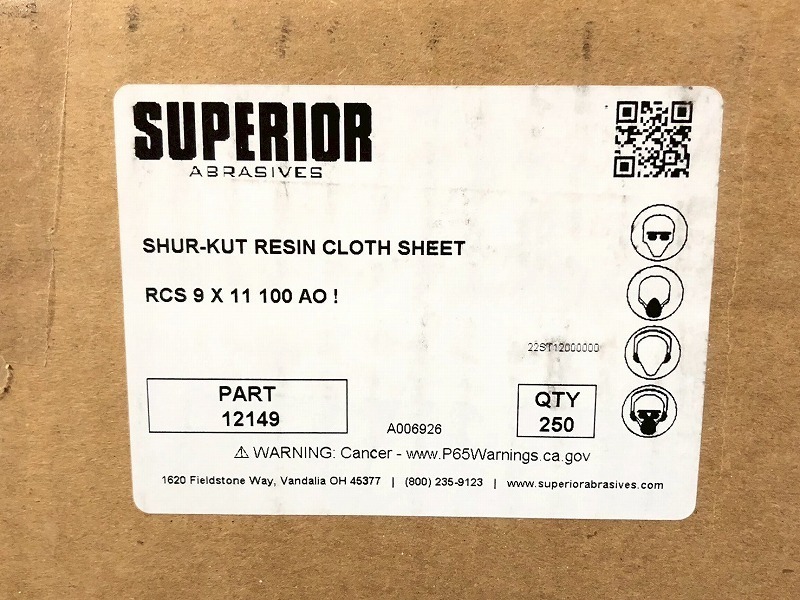 SUPERIOR
ABRASIVES
SHUR-KUT RESIN CLOTH SHEET
RCS 9 X 11 100 AO !
22ST12000000
PART
12149
A006926
QTY
250
⚠ WARNING: Cancer - www.P65Warnings.ca.gov
1620 Fieldstone Way, Vandalia OH 45377 | (800) 235-9123 | www.superiorabrasives.com